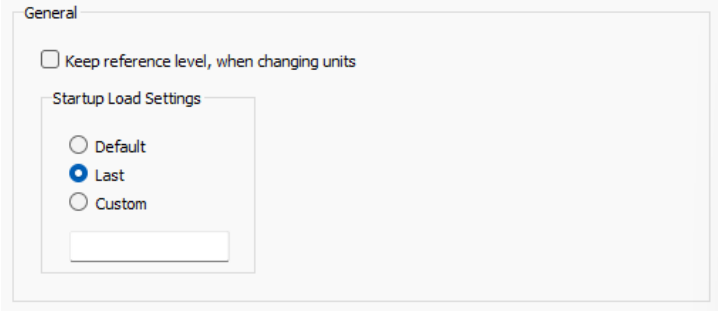 General
Keep reference level, when changing units
Startup Load Settings
Default
Last
Custom